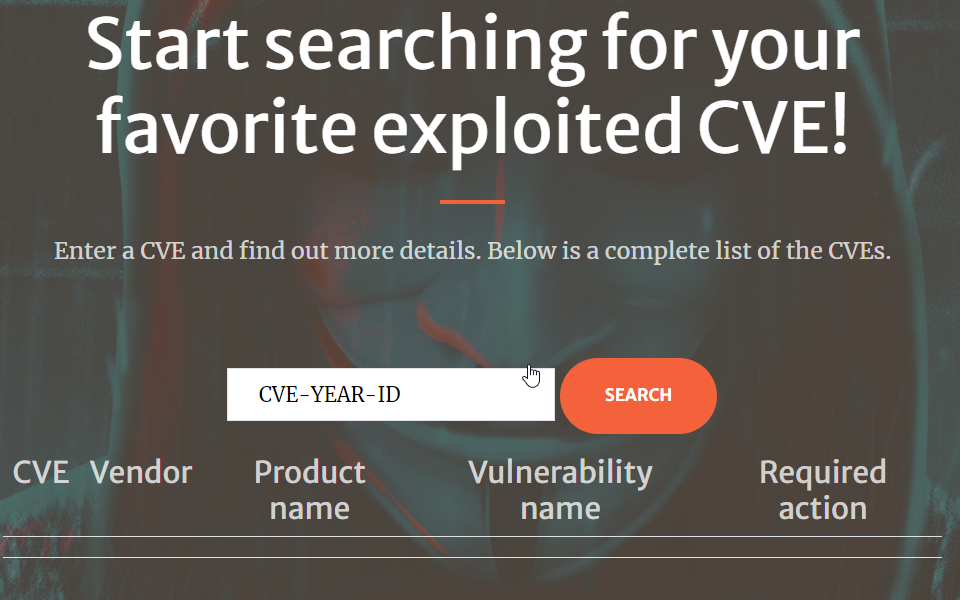 Start searching for your
favorite exploited CVE!
Enter a CVE and find out more details. Below is a complete list of the CVEs.
CVE-YEAR-ID SEARCH
CVE Vendor Product name Vulnerability name Required action